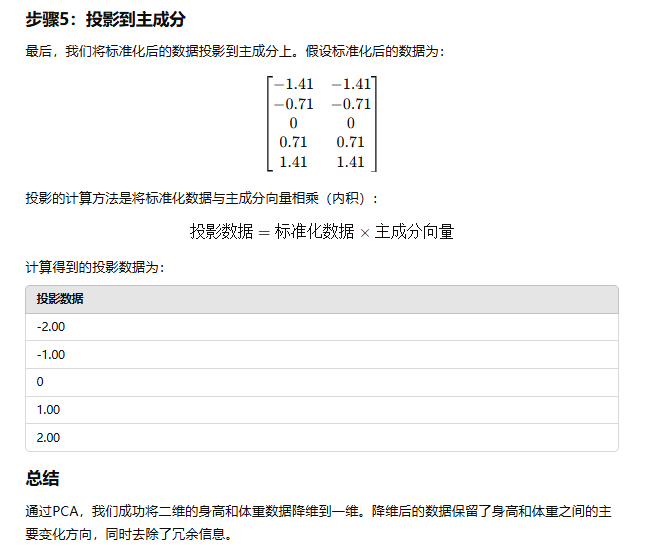 步骤5：投影到主成分
最后，我们将标准化后的数据投影到主成分上。假设标准化后的数据为：
−1.41 −1.41
−0.71 −0.71
0 0
0.71 0.71
1.41 1.41
投影的计算方法是将标准化数据与主成分向量相乘（内积）：
投影数据 = 标准化数据 × 主成分向量
计算得到的投影数据为：
投影数据
-2.00
-1.00
0
1.00
2.00
总结
通过PCA，我们成功将二维的身高和体重数据降维到一维。降维后的数据保留了身高和体重之间的主
要变化方向，同时去除了冗余信息。